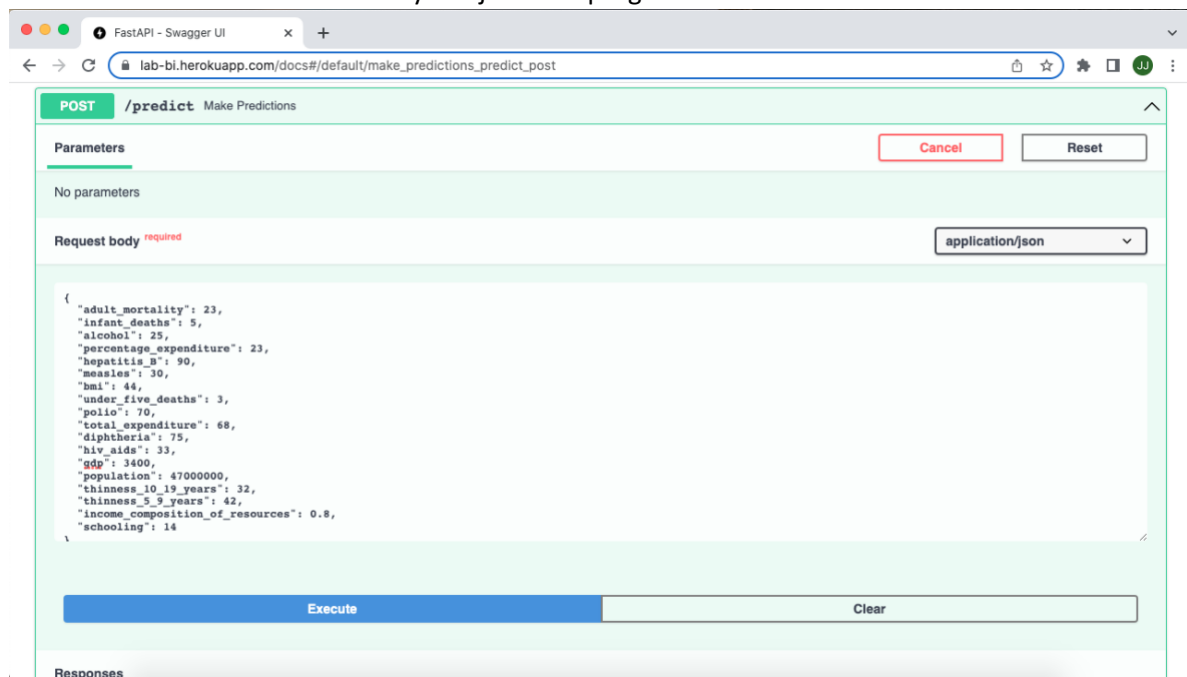 FastAPI - Swagger UI
lab-bi.herokuapp.com/docs#/default/make_predictions_predict_post
JJ
POST /predict Make Predictions
Parameters
Cancel
Reset
No parameters
Request body required
application/json
{
"adult_mortality": 23,
"infant_deaths": 5,
"alcohol": 25,
"percentage_expenditure": 23,
"hepatitis_B": 90,
"measles": 30,
"bmi": 44,
"under_five_deaths": 3,
"polio": 70,
"total_expenditure": 68,
"diphtheria": 75,
"hiv_aids": 33,
"gdp": 3400,
"population": 47000000,
"thinness_10_19_years": 32,
"thinness_5_9_years": 42,
"income_composition_of_resources": 0.8,
"schooling": 14
Execute
Clear
Responses